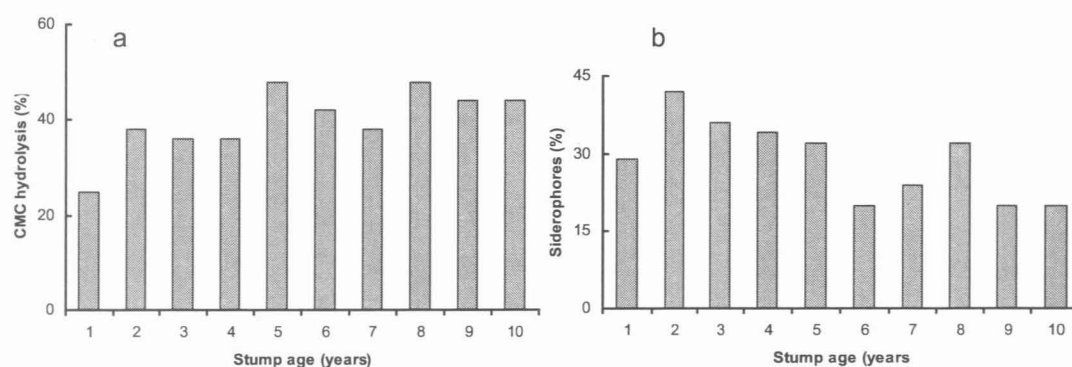 a
60
40
20
0
CMC hydrolysis (%)
1 2 3 4 5 6 7 8 9 10
Stump age (years)
b
45
30
15
0
Siderophores (%)
1 2 3 4 5 6 7 8 9 10
Stump age (years